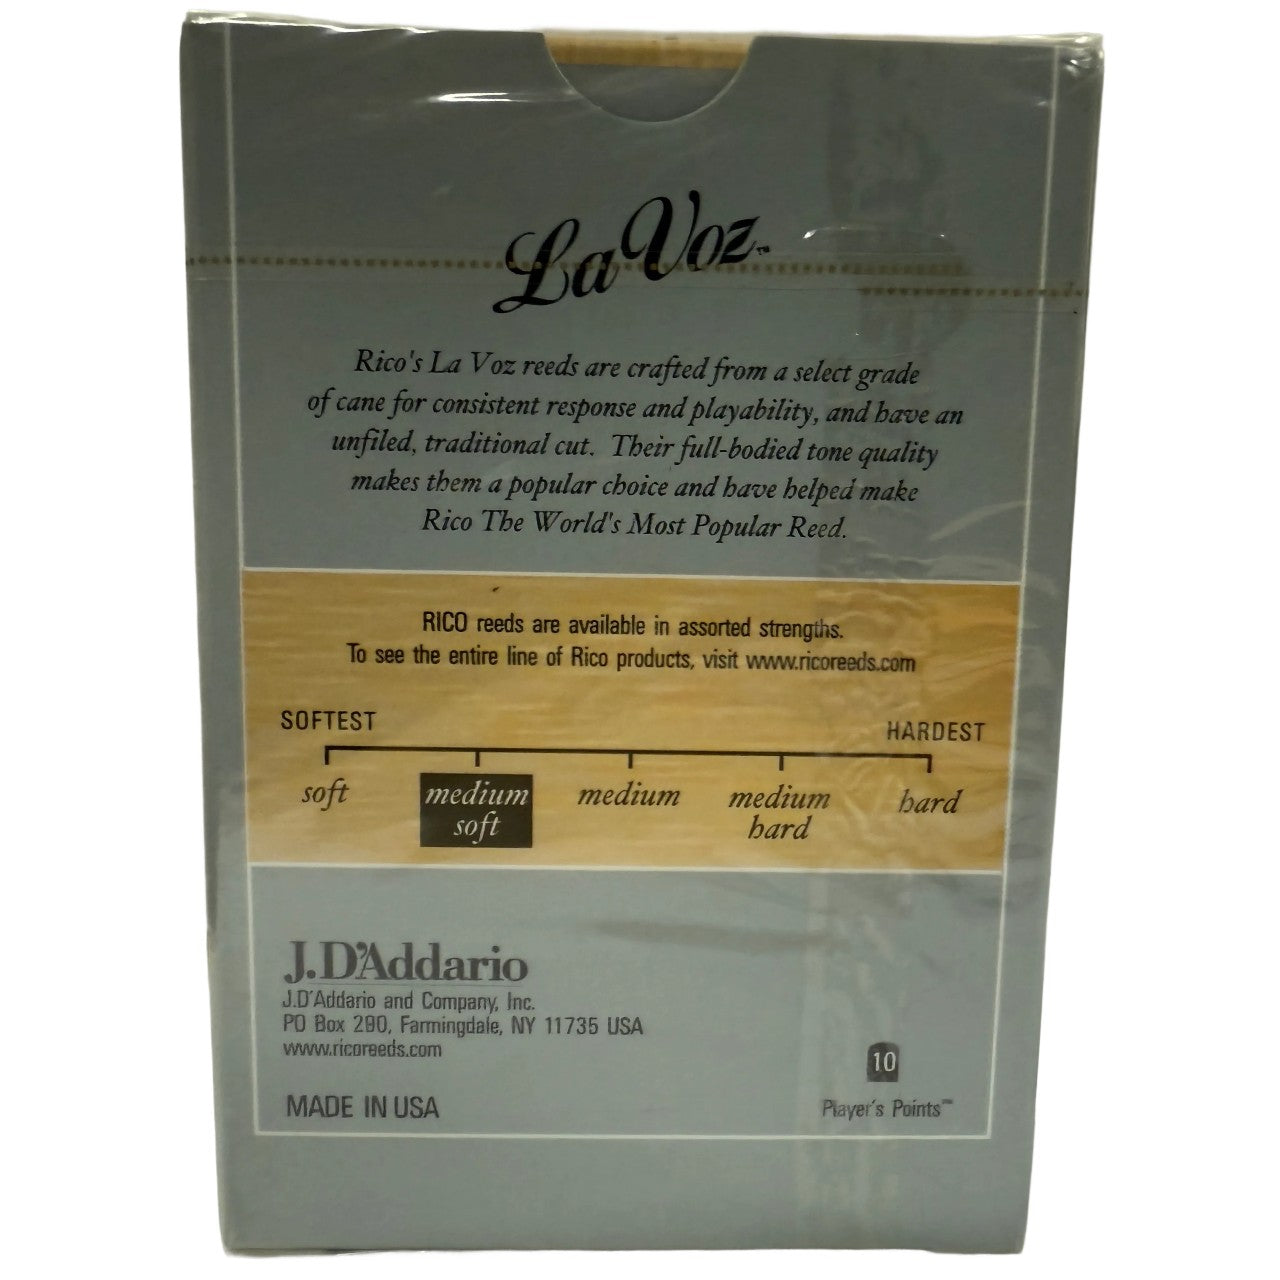 La Voz™
Rico's La Voz reeds are crafted from a select grade
of cane for consistent response and playability, and have an
unfiled, traditional cut. Their full-bodied tone quality
makes them a popular choice and have helped make
Rico The World's Most Popular Reed.
RICO reeds are available in assorted strengths.
To see the entire line of Rico products, visit www.ricoreeds.com
SOFTEST HARDEST
soft medium soft medium medium hard hard
J.D'Addario
J.D'Addario and Company, Inc.
PO Box 290, Farmingdale, NY 11735 USA
www.ricoreeds.com
MADE IN USA
10
Player's Points™